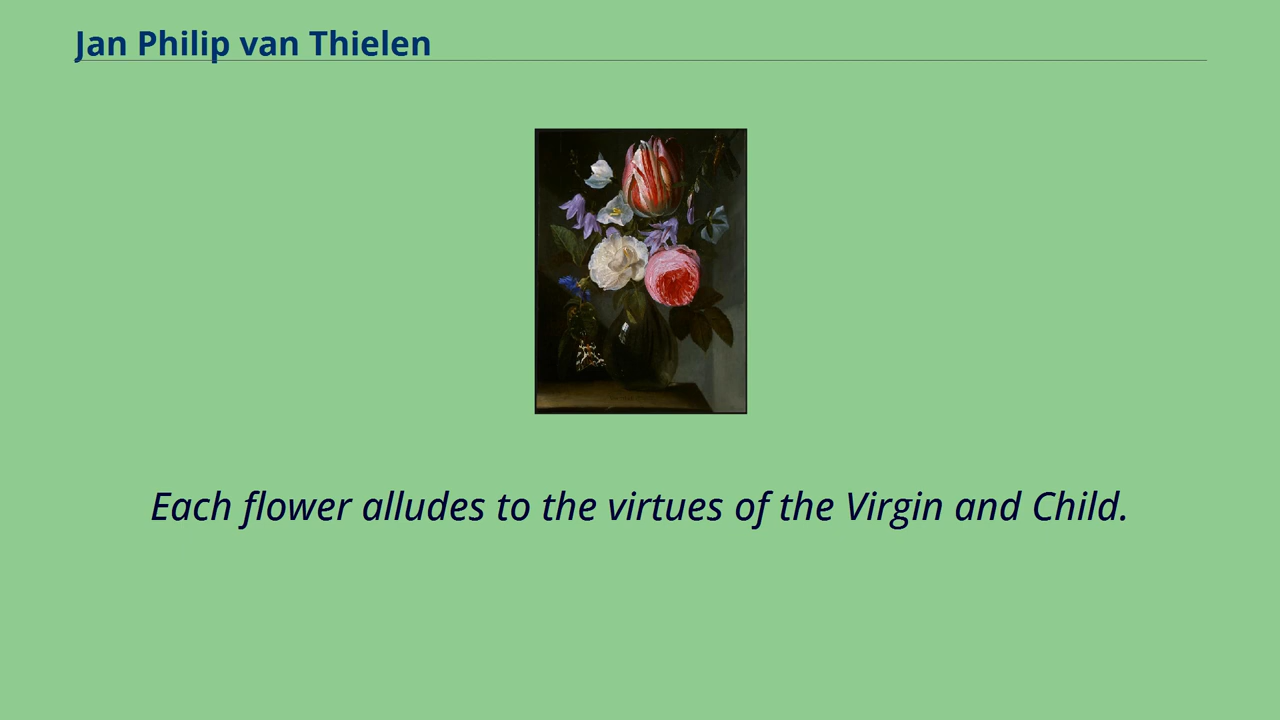 Jan Philip van Thielen
Each flower alludes to the virtues of the Virgin and Child.